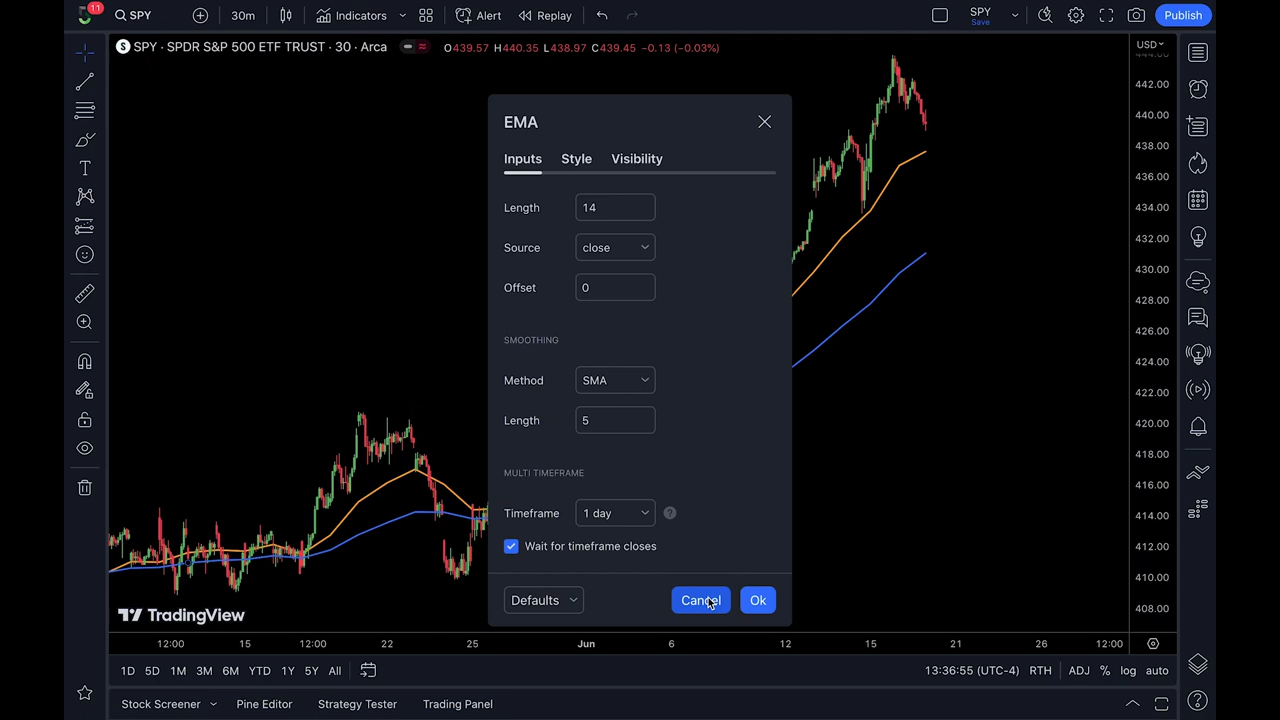 11
SPY
30m
Indicators
Alert
Replay
SPY
Save
Publish
SPY · SPDR S&P 500 ETF TRUST · 30 · Arca
O439.57 H440.35 L438.97 C439.45 −0.13 (−0.03%)
USD
444.00
442.00
440.00
438.00
436.00
434.00
432.00
430.00
428.00
426.00
424.00
422.00
420.00
418.00
416.00
414.00
412.00
410.00
408.00
EMA
Inputs
Style
Visibility
Length
14
Source
close
Offset
0
SMOOTHING
Method
SMA
Length
5
MULTI TIMEFRAME
Timeframe
1 day
?
Wait for timeframe closes
Defaults
Cancel
Ok
TradingView
12:00
15
12:00
22
25
Jun
6
12
15
21
26
12:00
1D 5D 1M 3M 6M YTD 1Y 5Y All
13:36:55 (UTC-4) RTH ADJ % log auto
Stock Screener
Pine Editor
Strategy Tester
Trading Panel